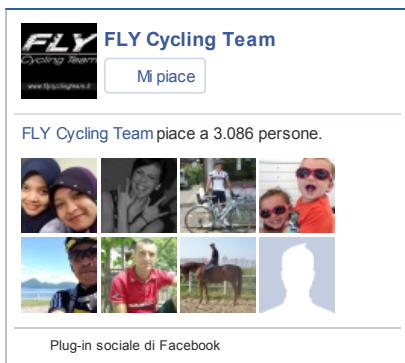 FLY
Cycling Team
www.flycyclingteam.it
FLY Cycling Team
Mi piace
FLY Cycling Team piace a 3.086 persone.
Plug-in sociale di Facebook